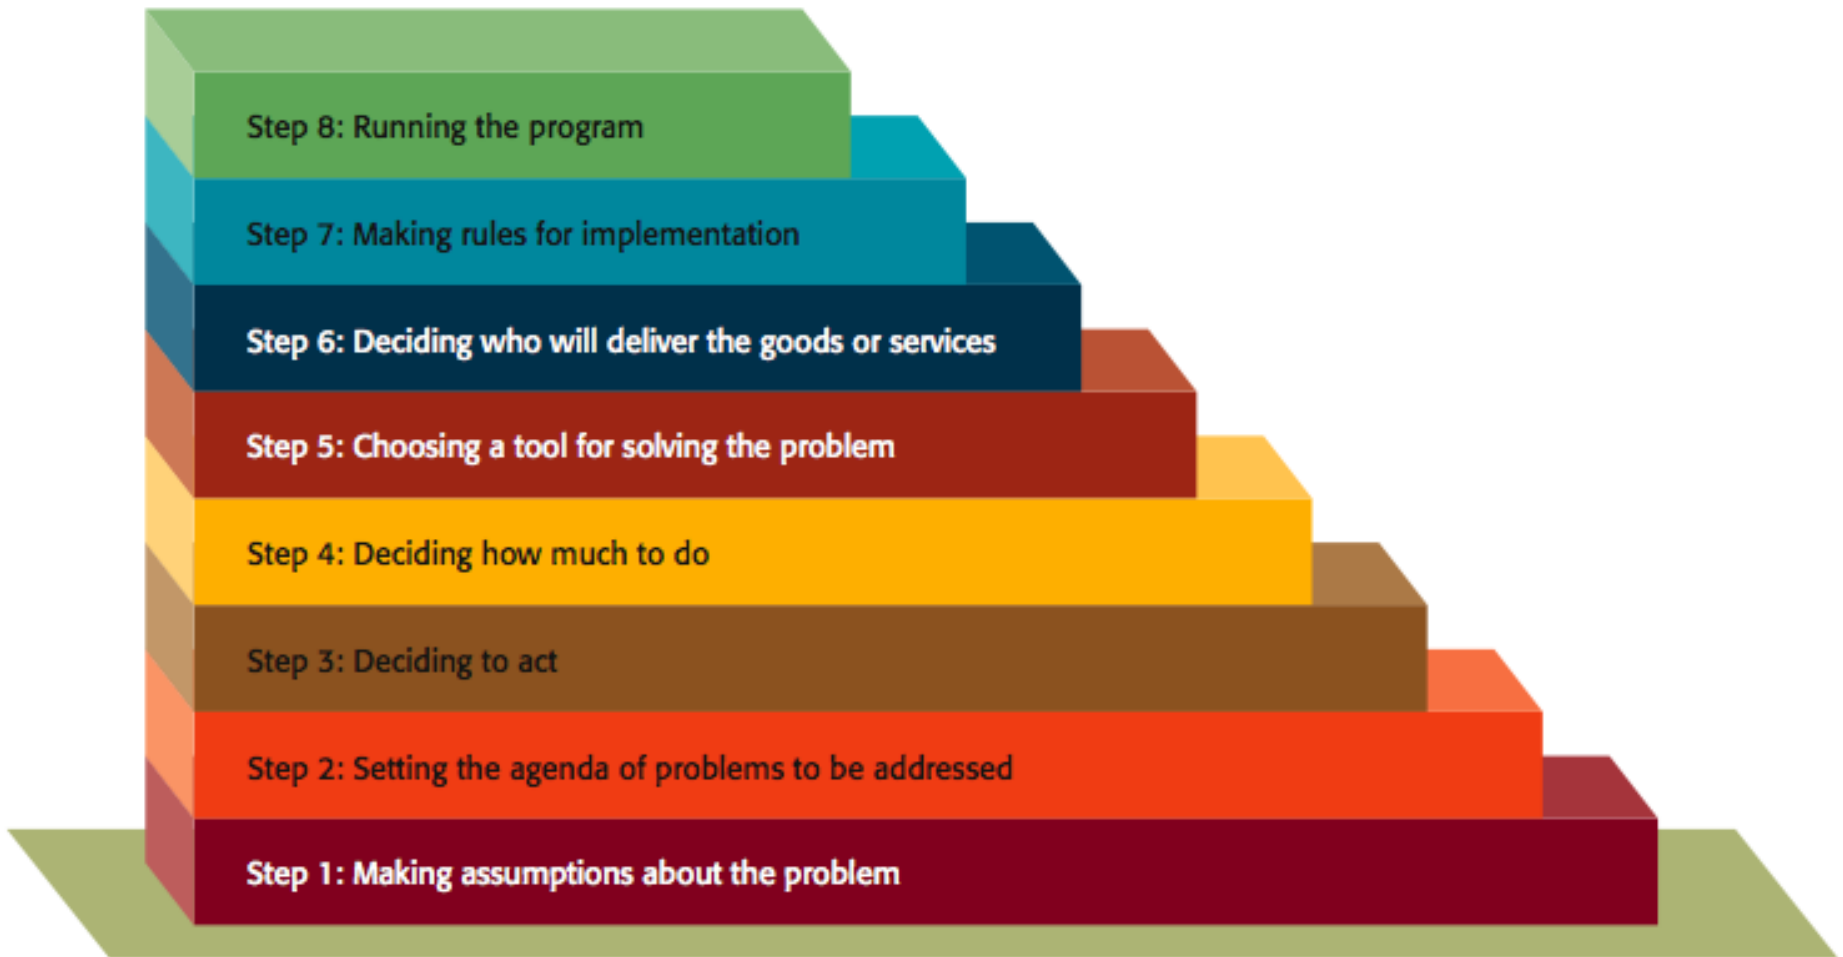 Step 8: Running the program
Step 7: Making rules for implementation
Step 6: Deciding who will deliver the goods or services
Step 5: Choosing a tool for solving the problem
Step 4: Deciding how much to do
Step 3: Deciding to act
Step 2: Setting the agenda of problems to be addressed
Step 1: Making assumptions about the problem